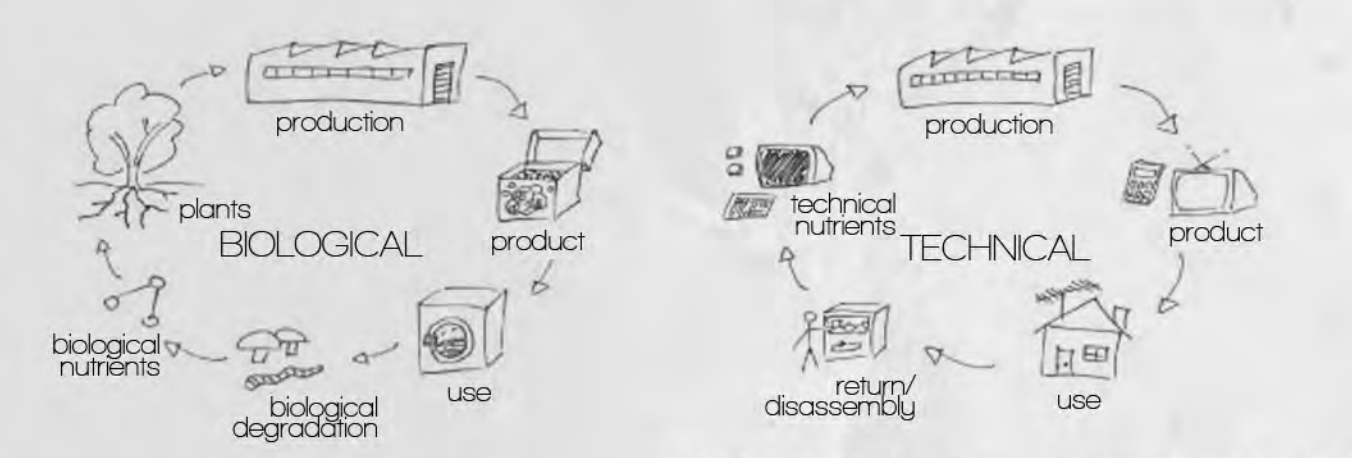 production
plants
BIOLOGICAL
product
biological
nutrients
use
biological
degradation
production
technical
nutrients
TECHNICAL
product
return/
disassembly
use